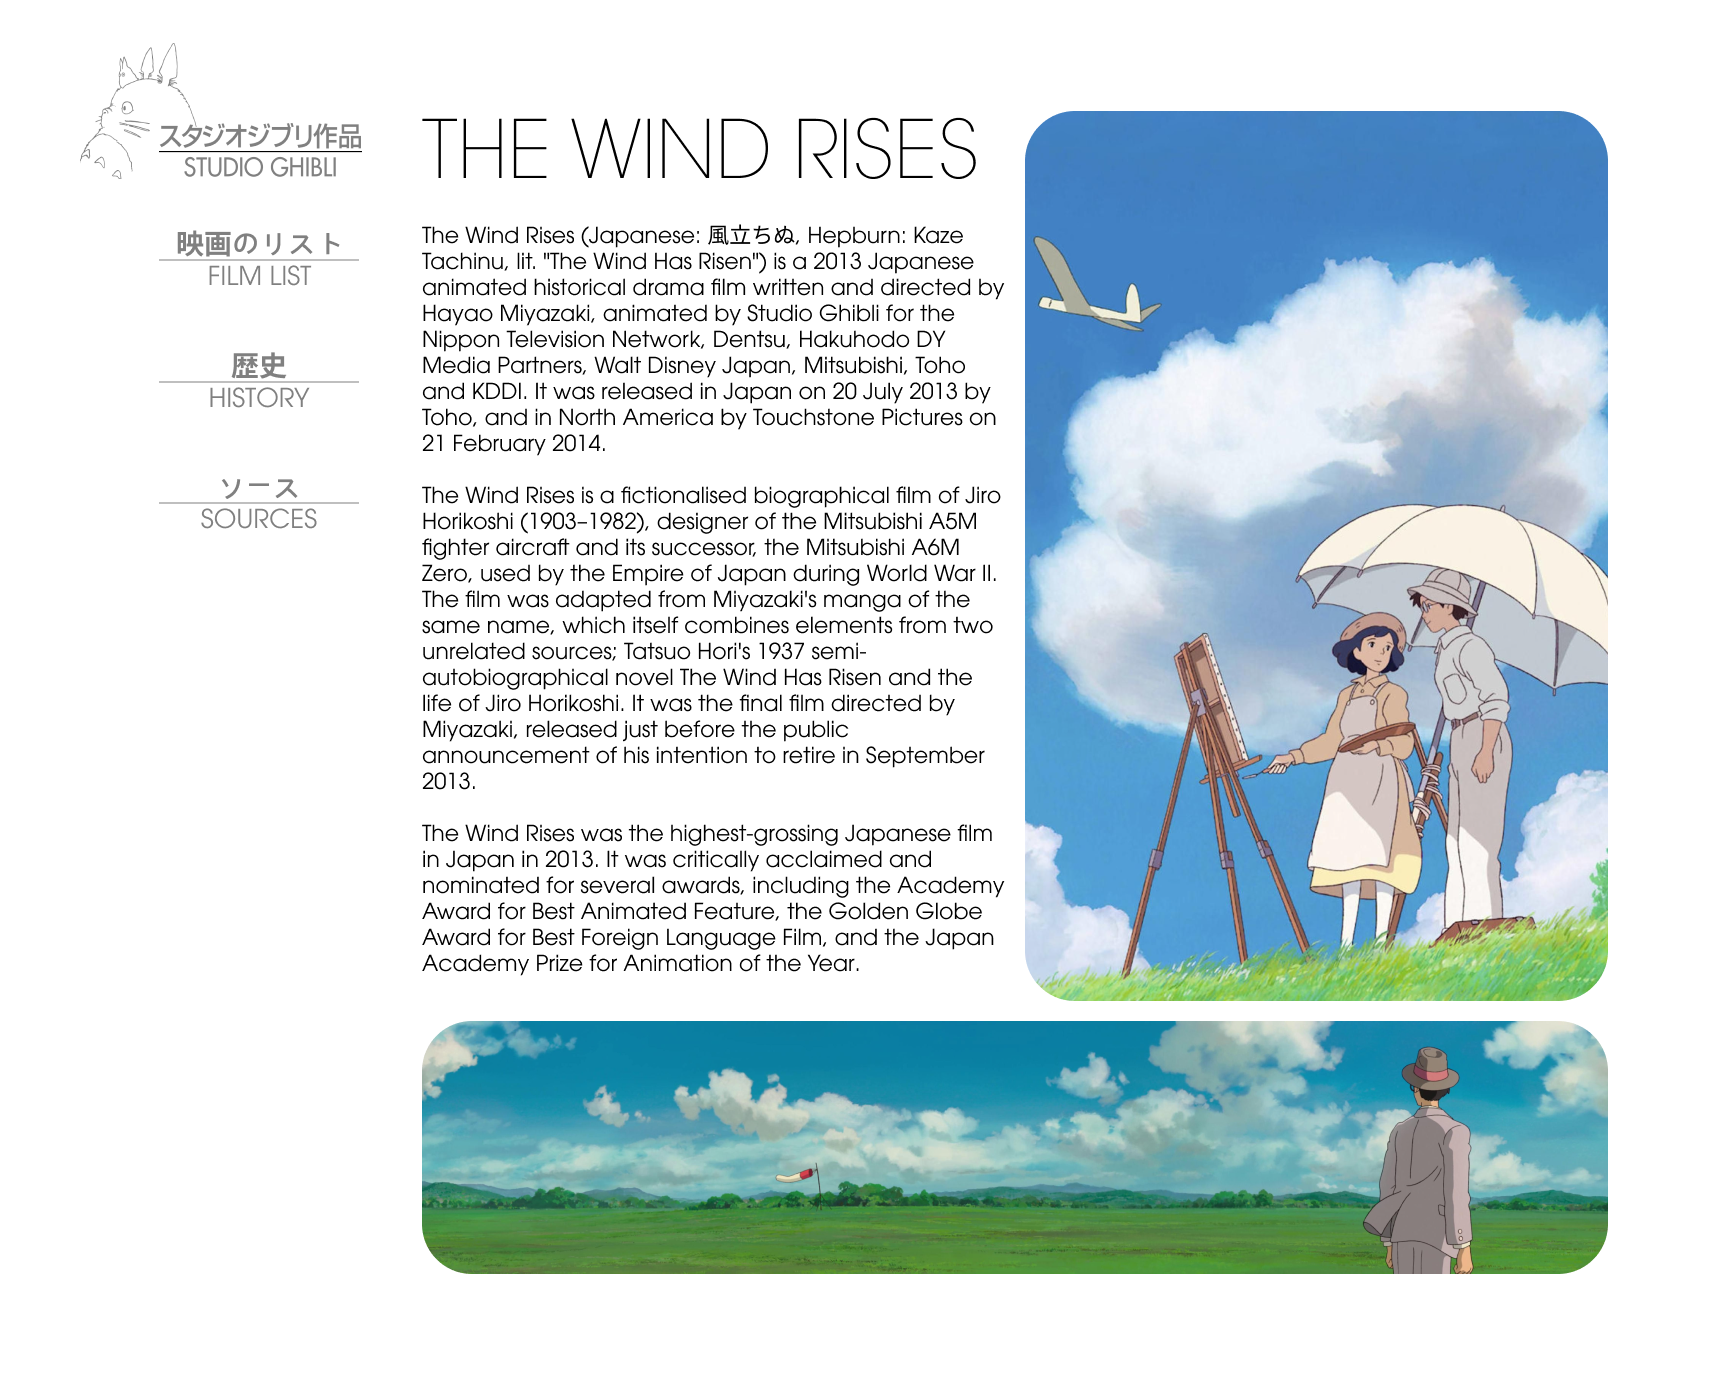 スタジオジブリ作品
STUDIO GHIBLI
映画のリスト
FILM LIST
歴史
HISTORY
ソース
SOURCES
THE WIND RISES
The Wind Rises (Japanese: 風立ちぬ, Hepburn: Kaze
Tachinu, lit. "The Wind Has Risen") is a 2013 Japanese
animated historical drama film written and directed by
Hayao Miyazaki, animated by Studio Ghibli for the
Nippon Television Network, Dentsu, Hakuhodo DY
Media Partners, Walt Disney Japan, Mitsubishi, Toho
and KDDI. It was released in Japan on 20 July 2013 by
Toho, and in North America by Touchstone Pictures on
21 February 2014.
The Wind Rises is a fictionalised biographical film of Jiro
Horikoshi (1903–1982), designer of the Mitsubishi A5M
fighter aircraft and its successor, the Mitsubishi A6M
Zero, used by the Empire of Japan during World War II.
The film was adapted from Miyazaki's manga of the
same name, which itself combines elements from two
unrelated sources; Tatsuo Hori's 1937 semi-
autobiographical novel The Wind Has Risen and the
life of Jiro Horikoshi. It was the final film directed by
Miyazaki, released just before the public
announcement of his intention to retire in September
2013.
The Wind Rises was the highest-grossing Japanese film
in Japan in 2013. It was critically acclaimed and
nominated for several awards, including the Academy
Award for Best Animated Feature, the Golden Globe
Award for Best Foreign Language Film, and the Japan
Academy Prize for Animation of the Year.